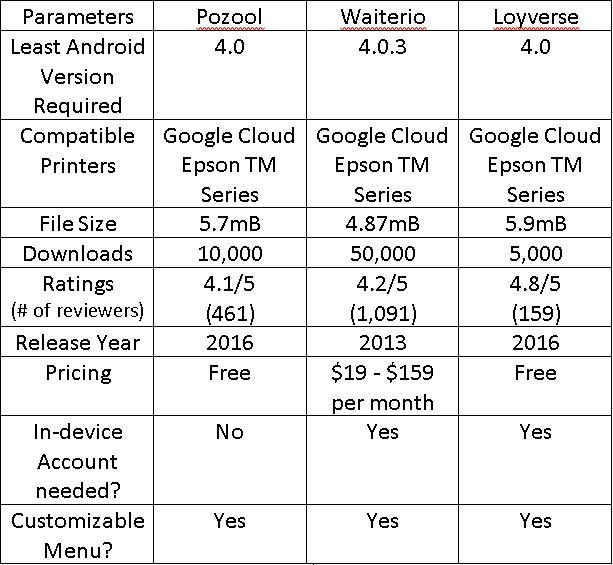 Parameters Pozool Waiterio Loyverse
Least Android 4.0 4.0.3 4.0
Version
Required
Compatible Google Cloud Google Cloud Google Cloud
Printers Epson TM Epson TM Epson TM
Series Series Series
File Size 5.7mB 4.87mB 5.9mB
Downloads 10,000 50,000 5,000
Ratings 4.1/5 4.2/5 4.8/5
(# of reviewers) (461) (1,091) (159)
Release Year 2016 2013 2016
Pricing Free $19 - $159 Free
per month
In-device No Yes Yes
Account
needed?
Customizable Yes Yes Yes
Menu?